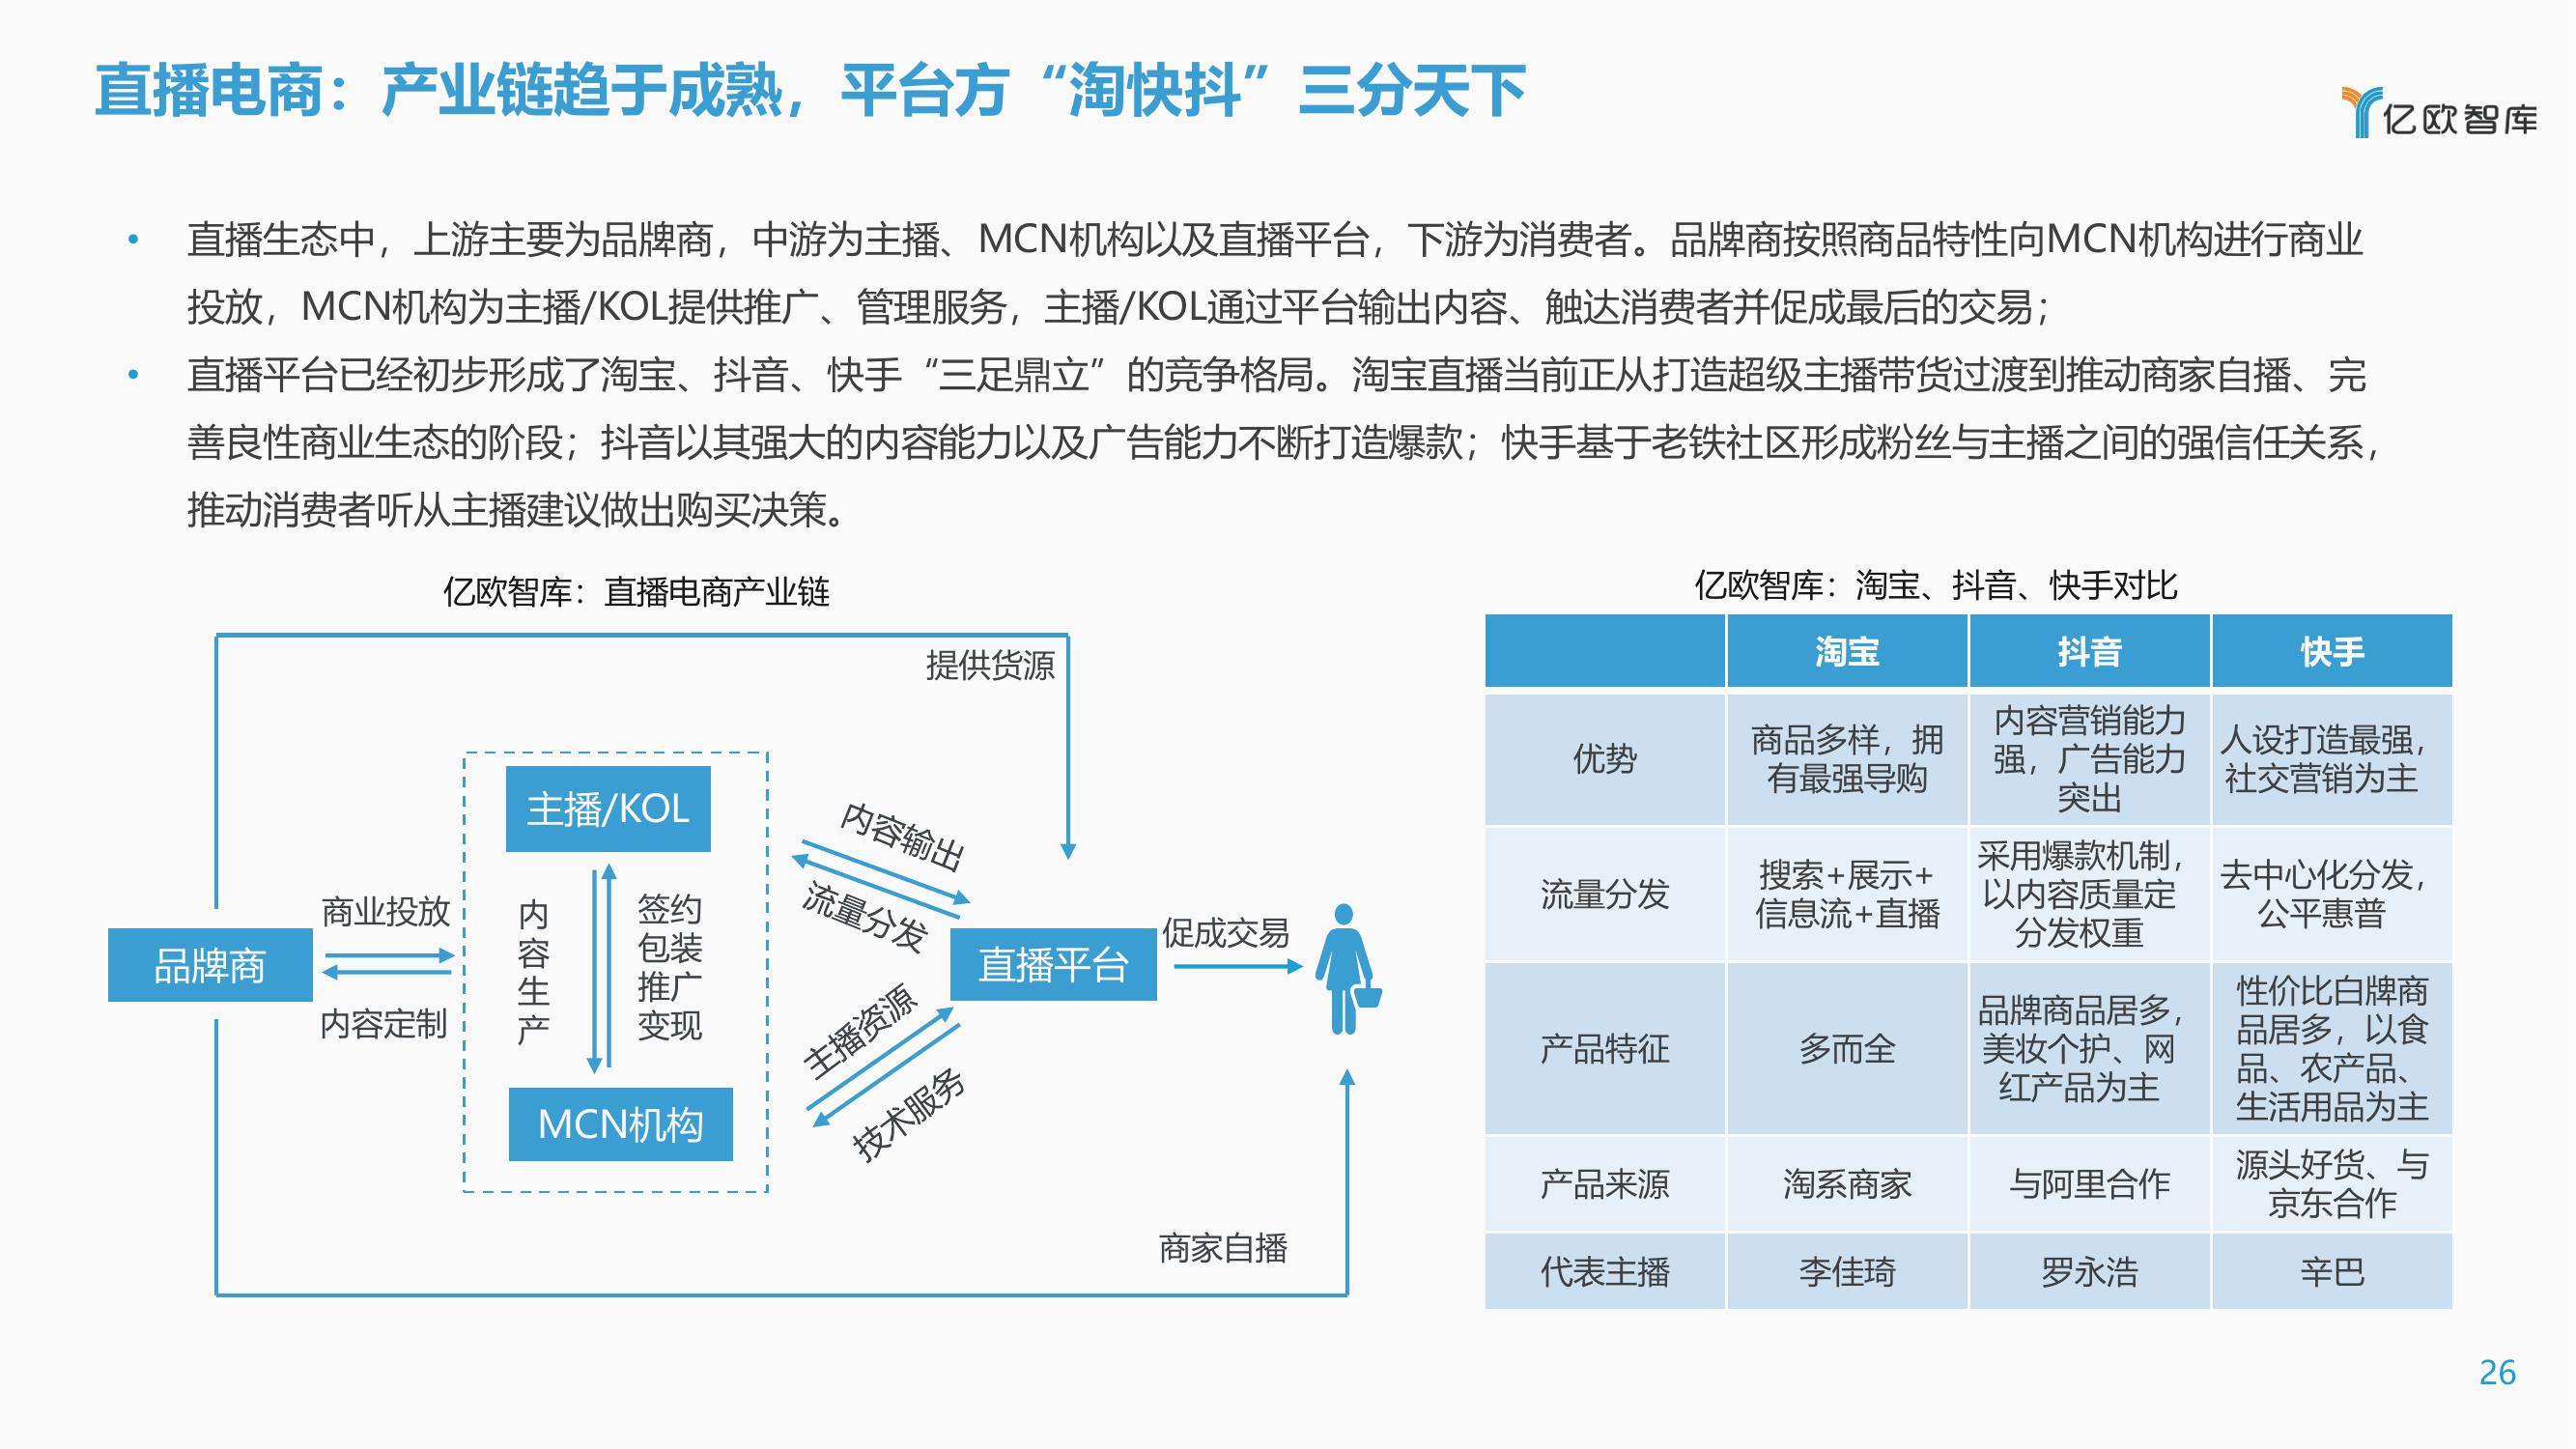 直播电商：产业链趋于成熟，平台方“淘快抖”三分天下
亿欧智库
• 直播生态中，上游主要为品牌商，中游为主播、MCN机构以及直播平台，下游为消费者。品牌商按照商品特性向MCN机构进行商业
投放，MCN机构为主播/KOL提供推广、管理服务，主播/KOL通过平台输出内容、触达消费者并促成最后的交易；
• 直播平台已经初步形成了淘宝、抖音、快手“三足鼎立”的竞争格局。淘宝直播当前正从打造超级主播带货过渡到推动商家自播、完
善良性商业生态的阶段；抖音以其强大的内容能力以及广告能力不断打造爆款；快手基于老铁社区形成粉丝与主播之间的强信任关系，
推动消费者听从主播建议做出购买决策。
亿欧智库：直播电商产业链
提供货源
主播/KOL
内容输出
流量分发
商业投放
品牌商
内容定制
内
容
生
产
签约
包装
推广
变现
直播平台
促成交易
主播资源
技术服务
MCN机构
商家自播
亿欧智库：淘宝、抖音、快手对比
淘宝
抖音
快手
优势
商品多样，拥
有最强导购
内容营销能力
强，广告能力
突出
人设打造最强，
社交营销为主
流量分发
搜索+展示+
信息流+直播
采用爆款机制，
以内容质量定
分发权重
去中心化分发，
公平惠普
产品特征
多而全
品牌商品居多，
美妆个护、网
红产品为主
性价比白牌商
品居多，以食
品、农产品、
生活用品为主
产品来源
淘系商家
与阿里合作
源头好货、与
京东合作
代表主播
李佳琦
罗永浩
辛巴
26